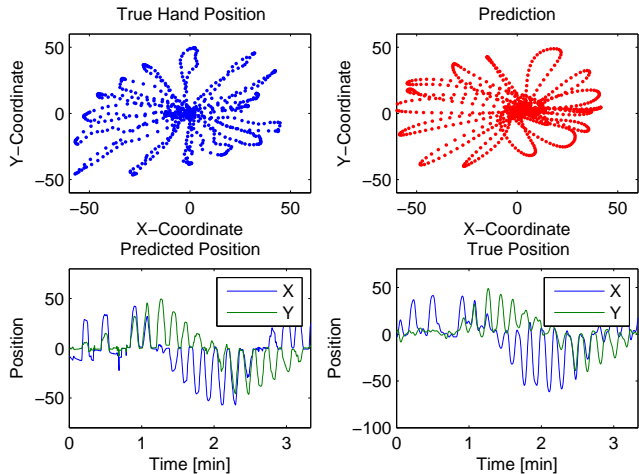 True Hand Position
Prediction
50
0
−50
Y−Coordinate
−50
0
50
X−Coordinate
50
0
−50
Y−Coordinate
−50
0
50
X−Coordinate
Predicted Position
True Position
50
0
−50
Position
X
Y
0
1
2
3
Time [min]
50
0
−50
−100
Position
X
Y
0
1
2
3
Time [min]